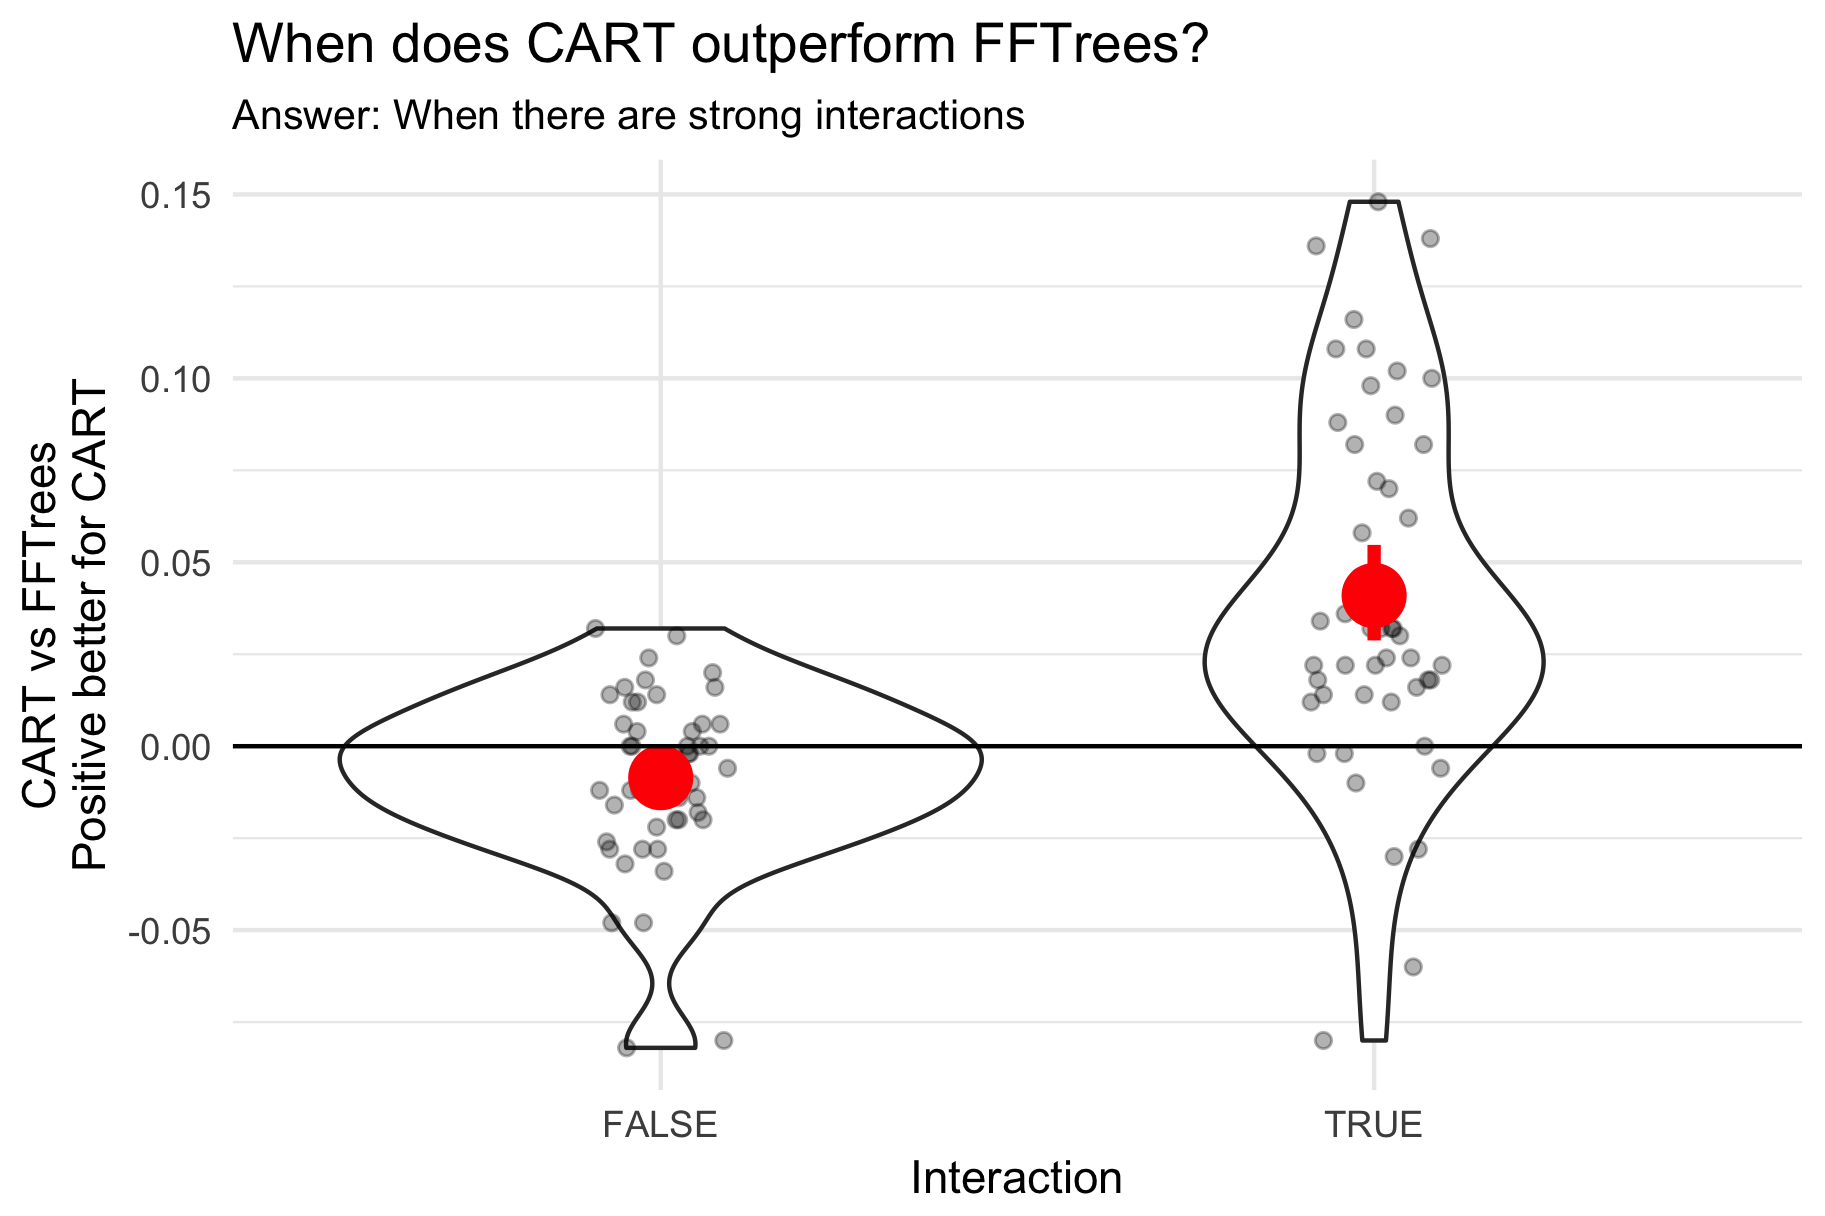 When does CART outperform FFTrees?
Answer: When there are strong interactions
CART vs FFTrees
Positive better for CART
0.15
0.10
0.05
0.00
-0.05
FALSE
TRUE
Interaction